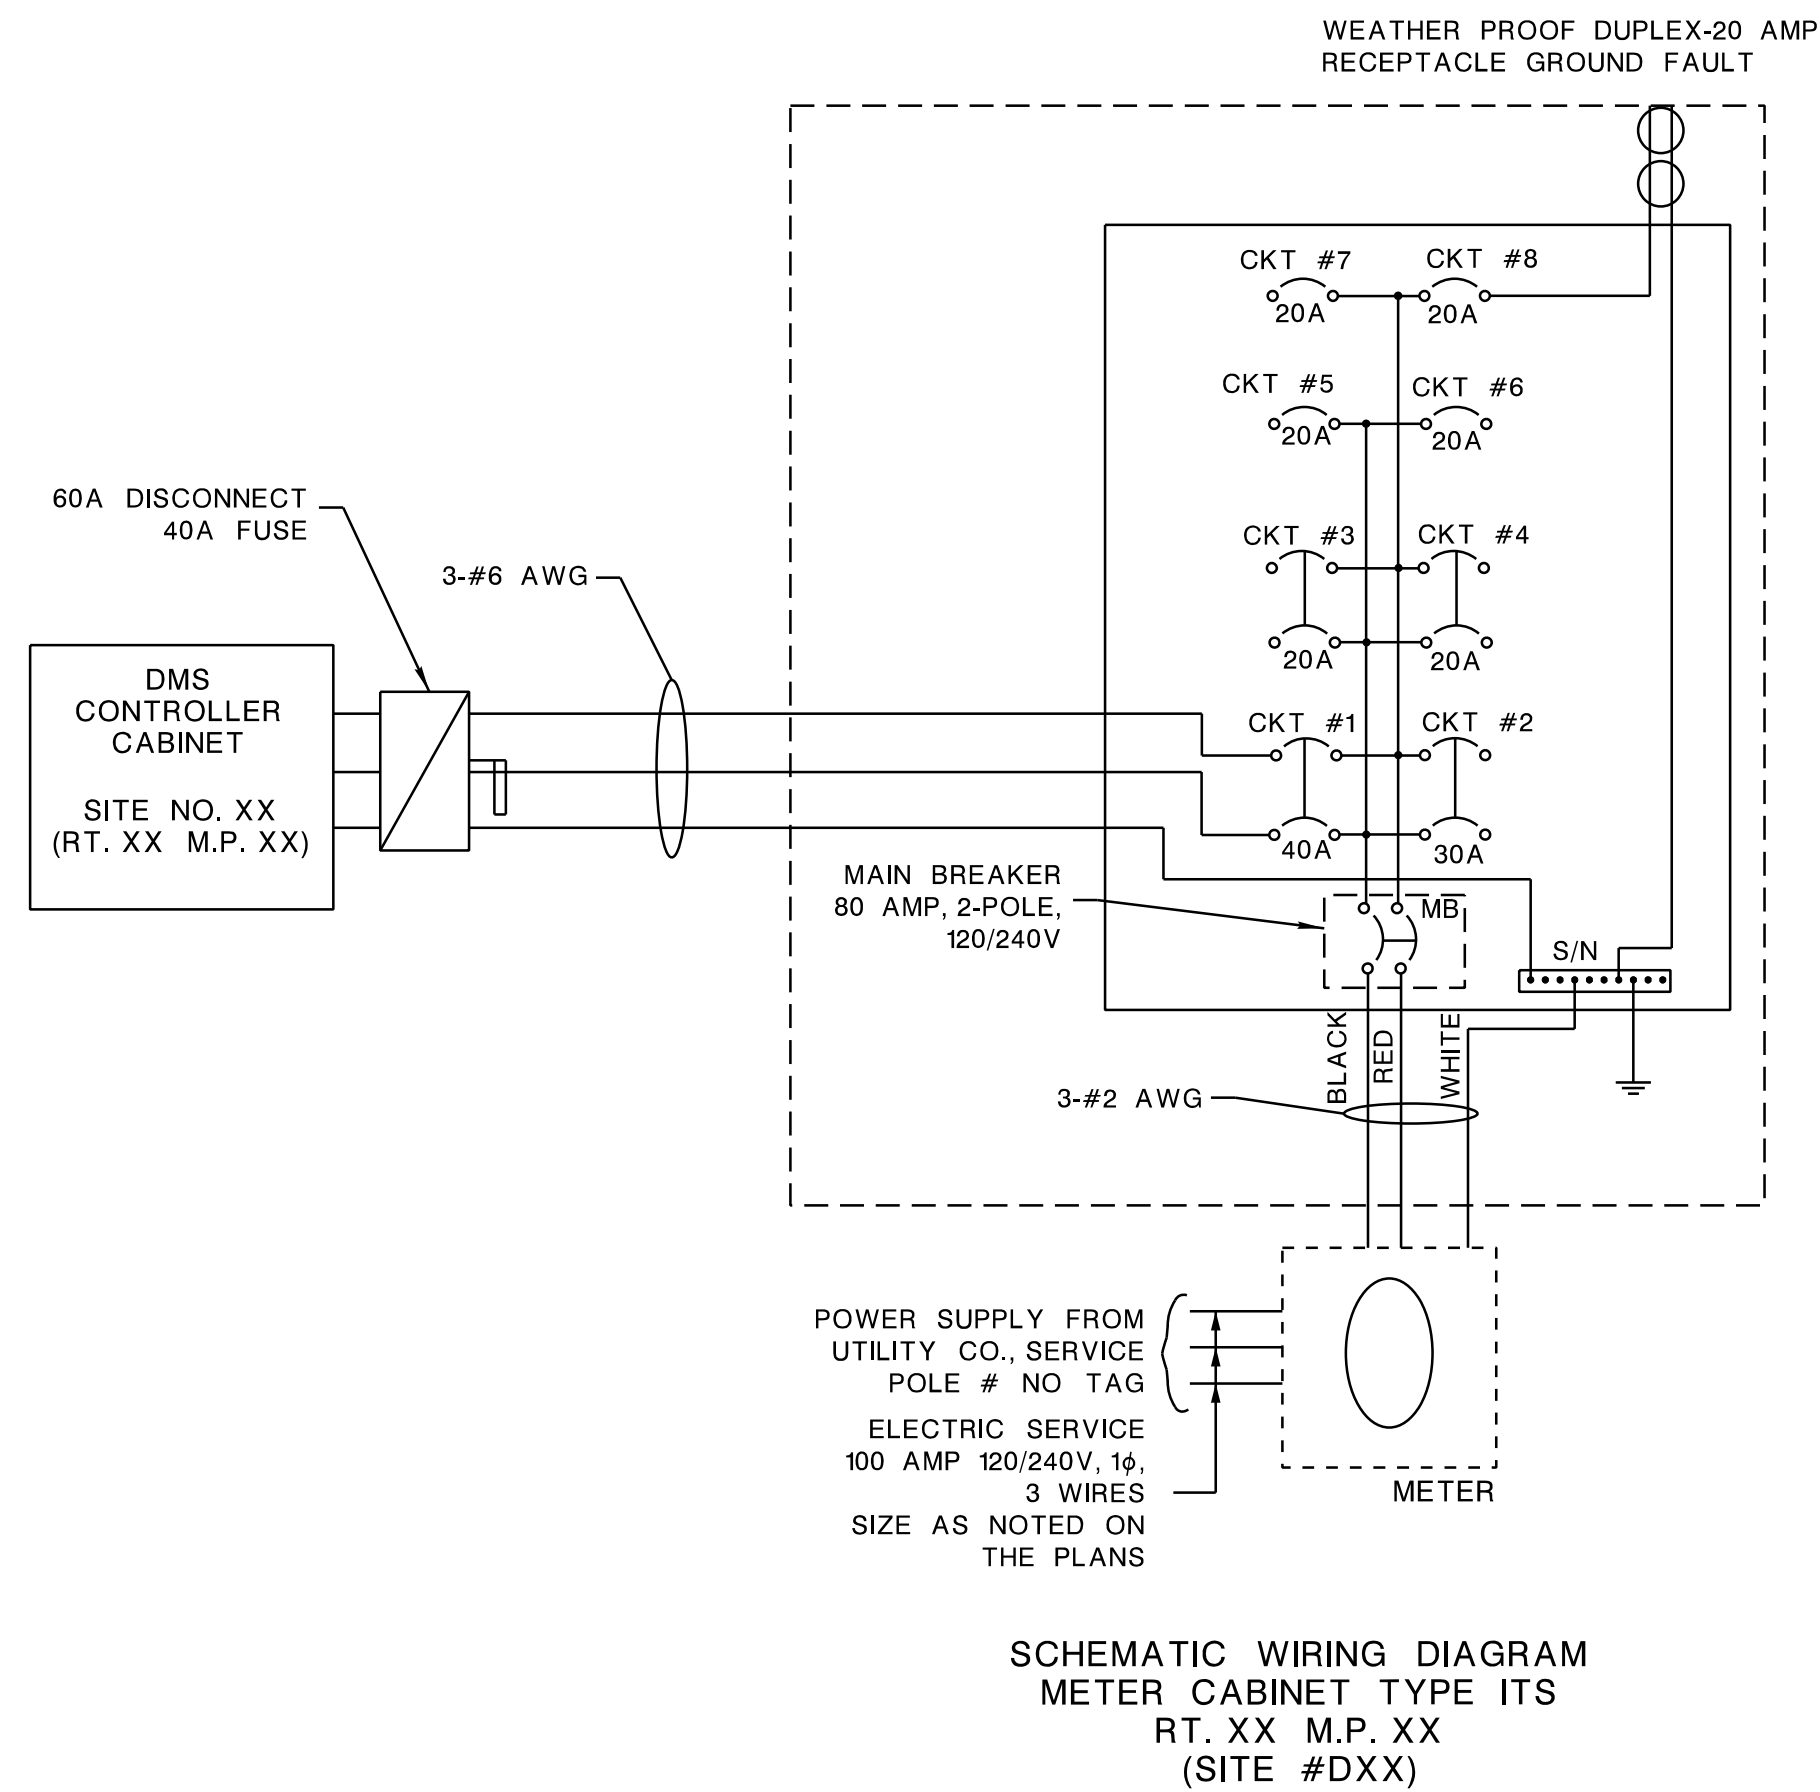 WEATHER PROOF DUPLEX-20 AMP
RECEPTACLE GROUND FAULT
CKT #7
CKT #8
20A
20A
CKT #5
CKT #6
20A
20A
60A DISCONNECT
40A FUSE
3-#6 AWG
CKT #3
CKT #4
20A
20A
DMS
CONTROLLER
CABINET
SITE NO. XX
(RT. XX M.P. XX)
CKT #1
CKT #2
40A
30A
MAIN BREAKER
80 AMP, 2-POLE,
120/240V
MB
S/N
BLACK
RED
WHITE
3-#2 AWG
POWER SUPPLY FROM
UTILITY CO., SERVICE
POLE # NO TAG
ELECTRIC SERVICE
100 AMP 120/240V, 1ϕ,
3 WIRES
SIZE AS NOTED ON
THE PLANS
METER
SCHEMATIC WIRING DIAGRAM
METER CABINET TYPE ITS
RT. XX M.P. XX
(SITE #DXX)